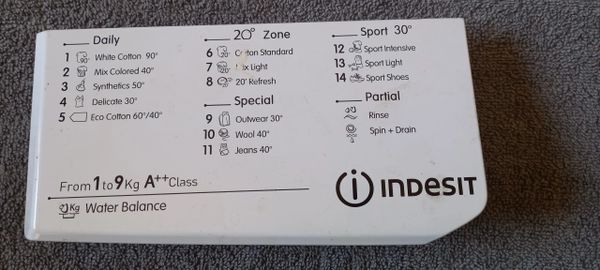 Daily
1 White Cotton 90°
2 Mix Colored 40°
3 Synthetics 50°
4 Delicate 30°
5 Eco Cotton 60°/40°
20° Zone
6 Cotton Standard
7 Mix Light
8 20' Refresh
Special
9 Outwear 30°
10 Wool 40°
11 Jeans 40°
Sport 30°
12 Sport Intensive
13 Sport Light
14 Sport Shoes
Partial
Rinse
Spin + Drain
From 1 to 9Kg A++ Class
Kg Water Balance
indesit